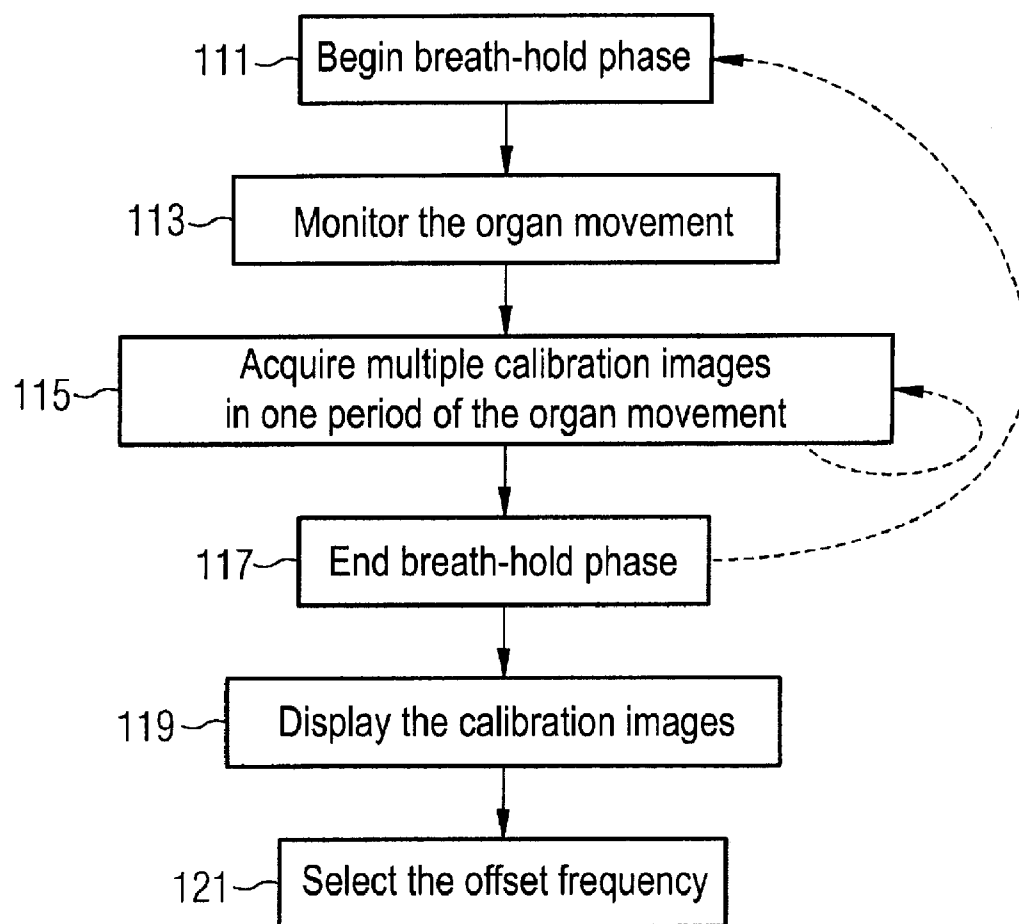 111 Begin breath-hold phase
113 Monitor the organ movement
115 Acquire multiple calibration images
in one period of the organ movement
117 End breath-hold phase
119 Display the calibration images
121 Select the offset frequency